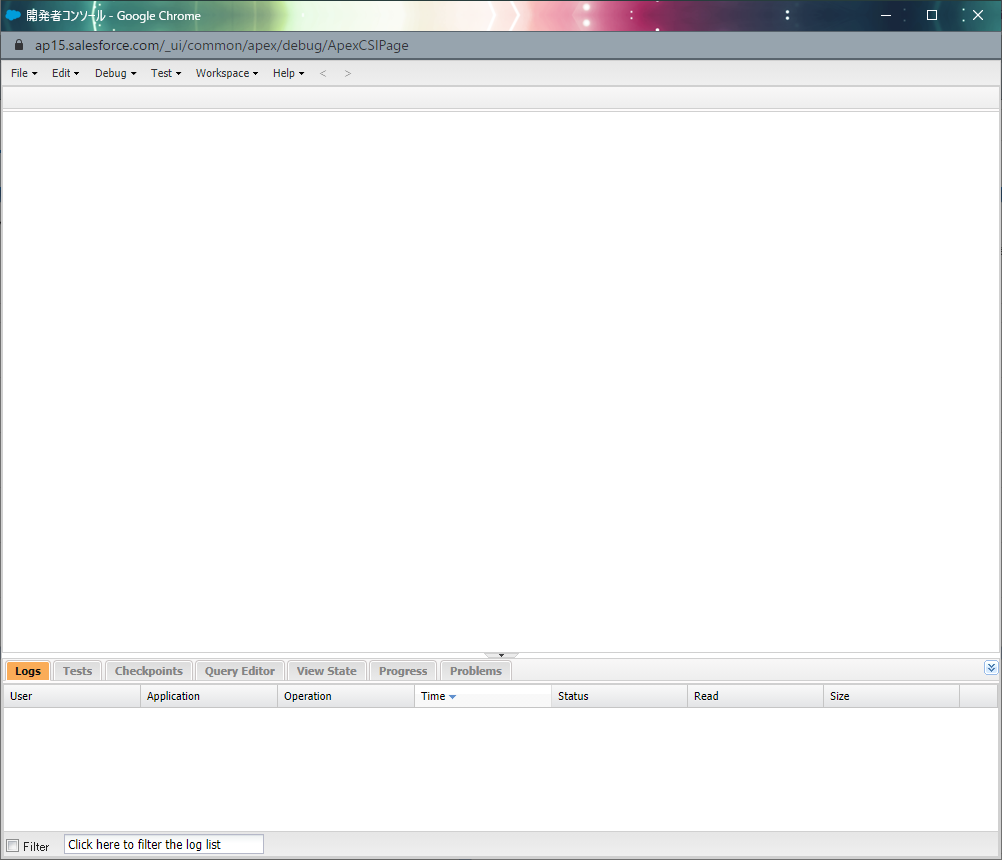 開発者コンソール - Google Chrome
ap15.salesforce.com/_ui/common/apex/debug/ApexCSIPage
File Edit Debug Test Workspace Help < >
Logs Tests Checkpoints Query Editor View State Progress Problems
User Application Operation Time Status Read Size
Filter Click here to filter the log list